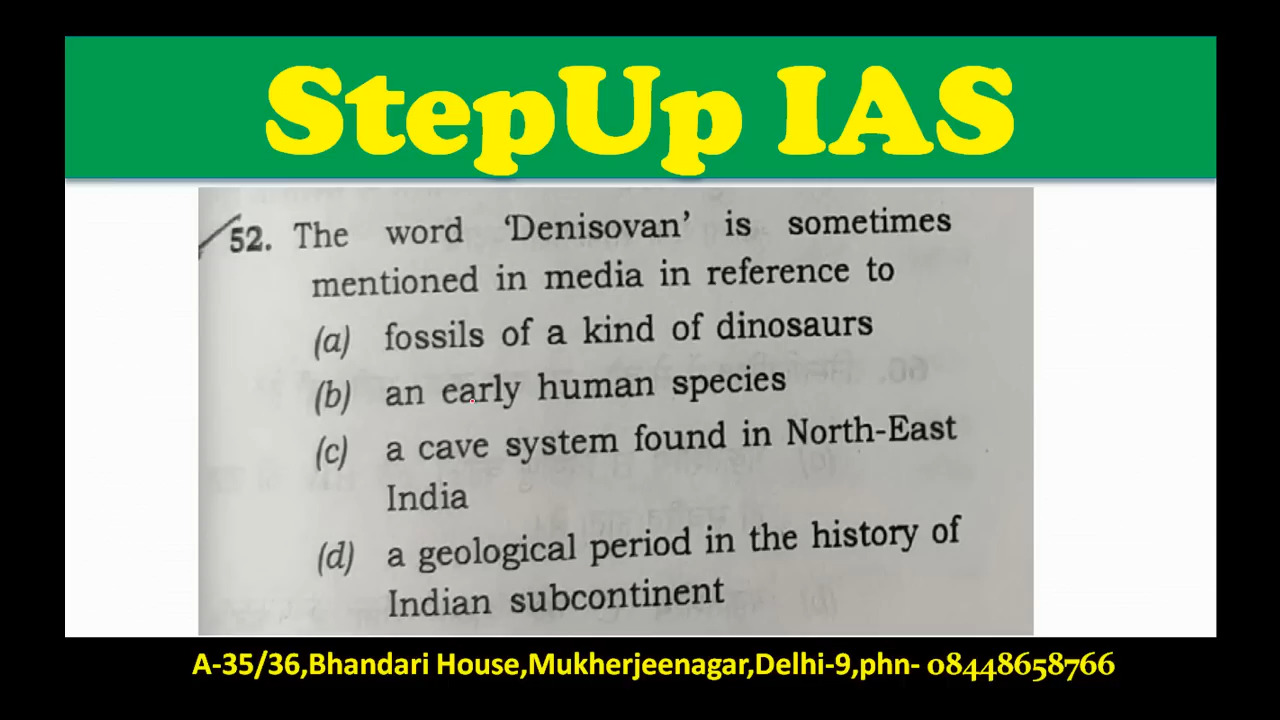 StepUp IAS
52. The word 'Denisovan' is sometimes
mentioned in media in reference to
(a) fossils of a kind of dinosaurs
(b) an early human species
(c) a cave system found in North-East
India
(d) a geological period in the history of
Indian subcontinent
A-35/36,Bhandari House,Mukherjeenagar,Delhi-9,phn- 08448658766